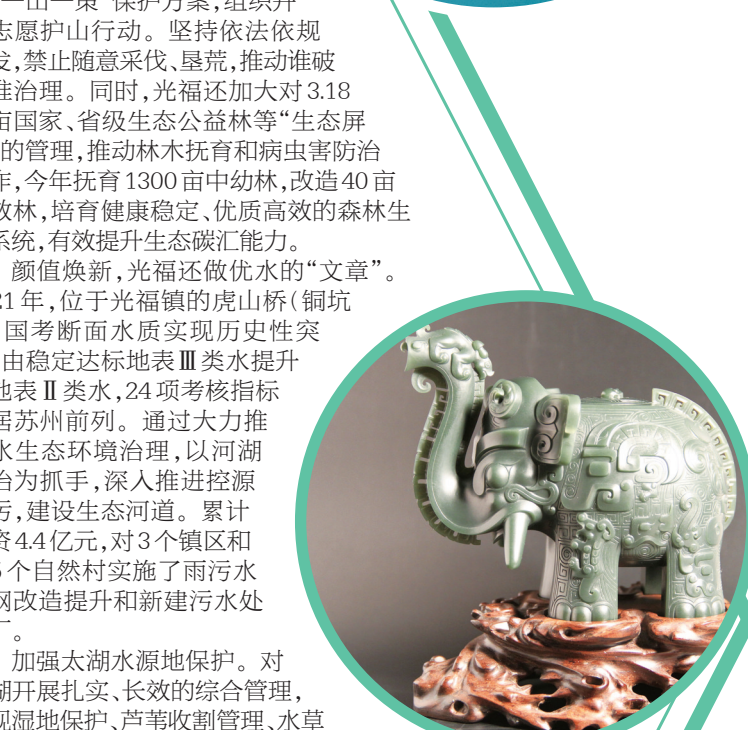 一山一策”保护方案,组织开
志愿护山行动。坚持依法依规
发,禁止随意采伐、垦荒,推动谁破
谁治理。同时,光福还加大对3.18
亩国家、省级生态公益林等“生态屏
的管理,推动林木抚育和病虫害防治
作,今年抚育1300亩中幼林,改造40亩
效林,培育健康稳定、优质高效的森林生
系统,有效提升生态碳汇能力。
颜值焕新,光福还做优水的“文章”。
21年,位于光福镇的虎山桥(铜坑
国考断面水质实现历史性突
由稳定达标地表Ⅲ类水提升
地表Ⅱ类水,24项考核指标
居苏州前列。通过大力推
水生态环境治理,以河湖
治为抓手,深入推进控源
污,建设生态河道。累计
资4.4亿元,对3个镇区和
个自然村实施了雨污水
网改造提升和新建污水处
。
加强太湖水源地保护。对
湖开展扎实、长效的综合管理,
湿地保护、芦苇收割管理、水草